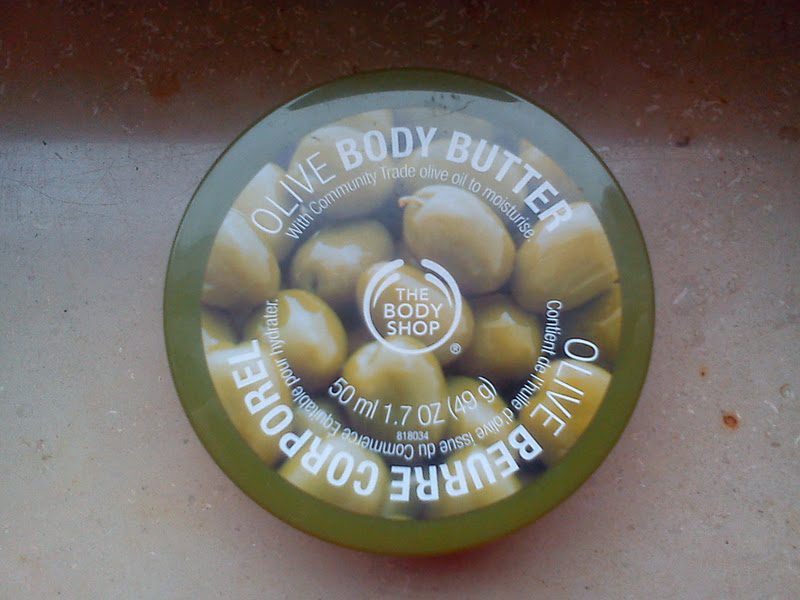 OLIVE BODY BUTTER
With Community Trade olive oil to moisturise.
THE
BODY
SHOP
®
50 ml 1.7 OZ (49 g)
818034
Contient de l'huile d'olive issue du Commerce Equitable pour hydrater.
OLIVE BEURRE CORPOREL